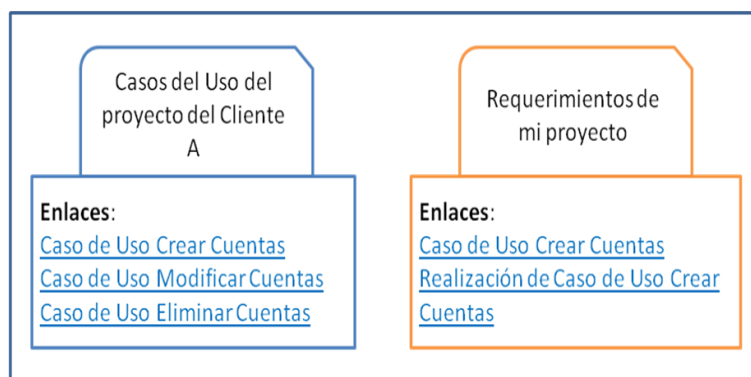 Casos del Uso del
proyecto del Cliente
A
Enlaces:
Caso de Uso Crear Cuentas
Caso de Uso Modificar Cuentas
Caso de Uso Eliminar Cuentas
Requerimientos de
mi proyecto
Enlaces:
Caso de Uso Crear Cuentas
Realización de Caso de Uso Crear
Cuentas